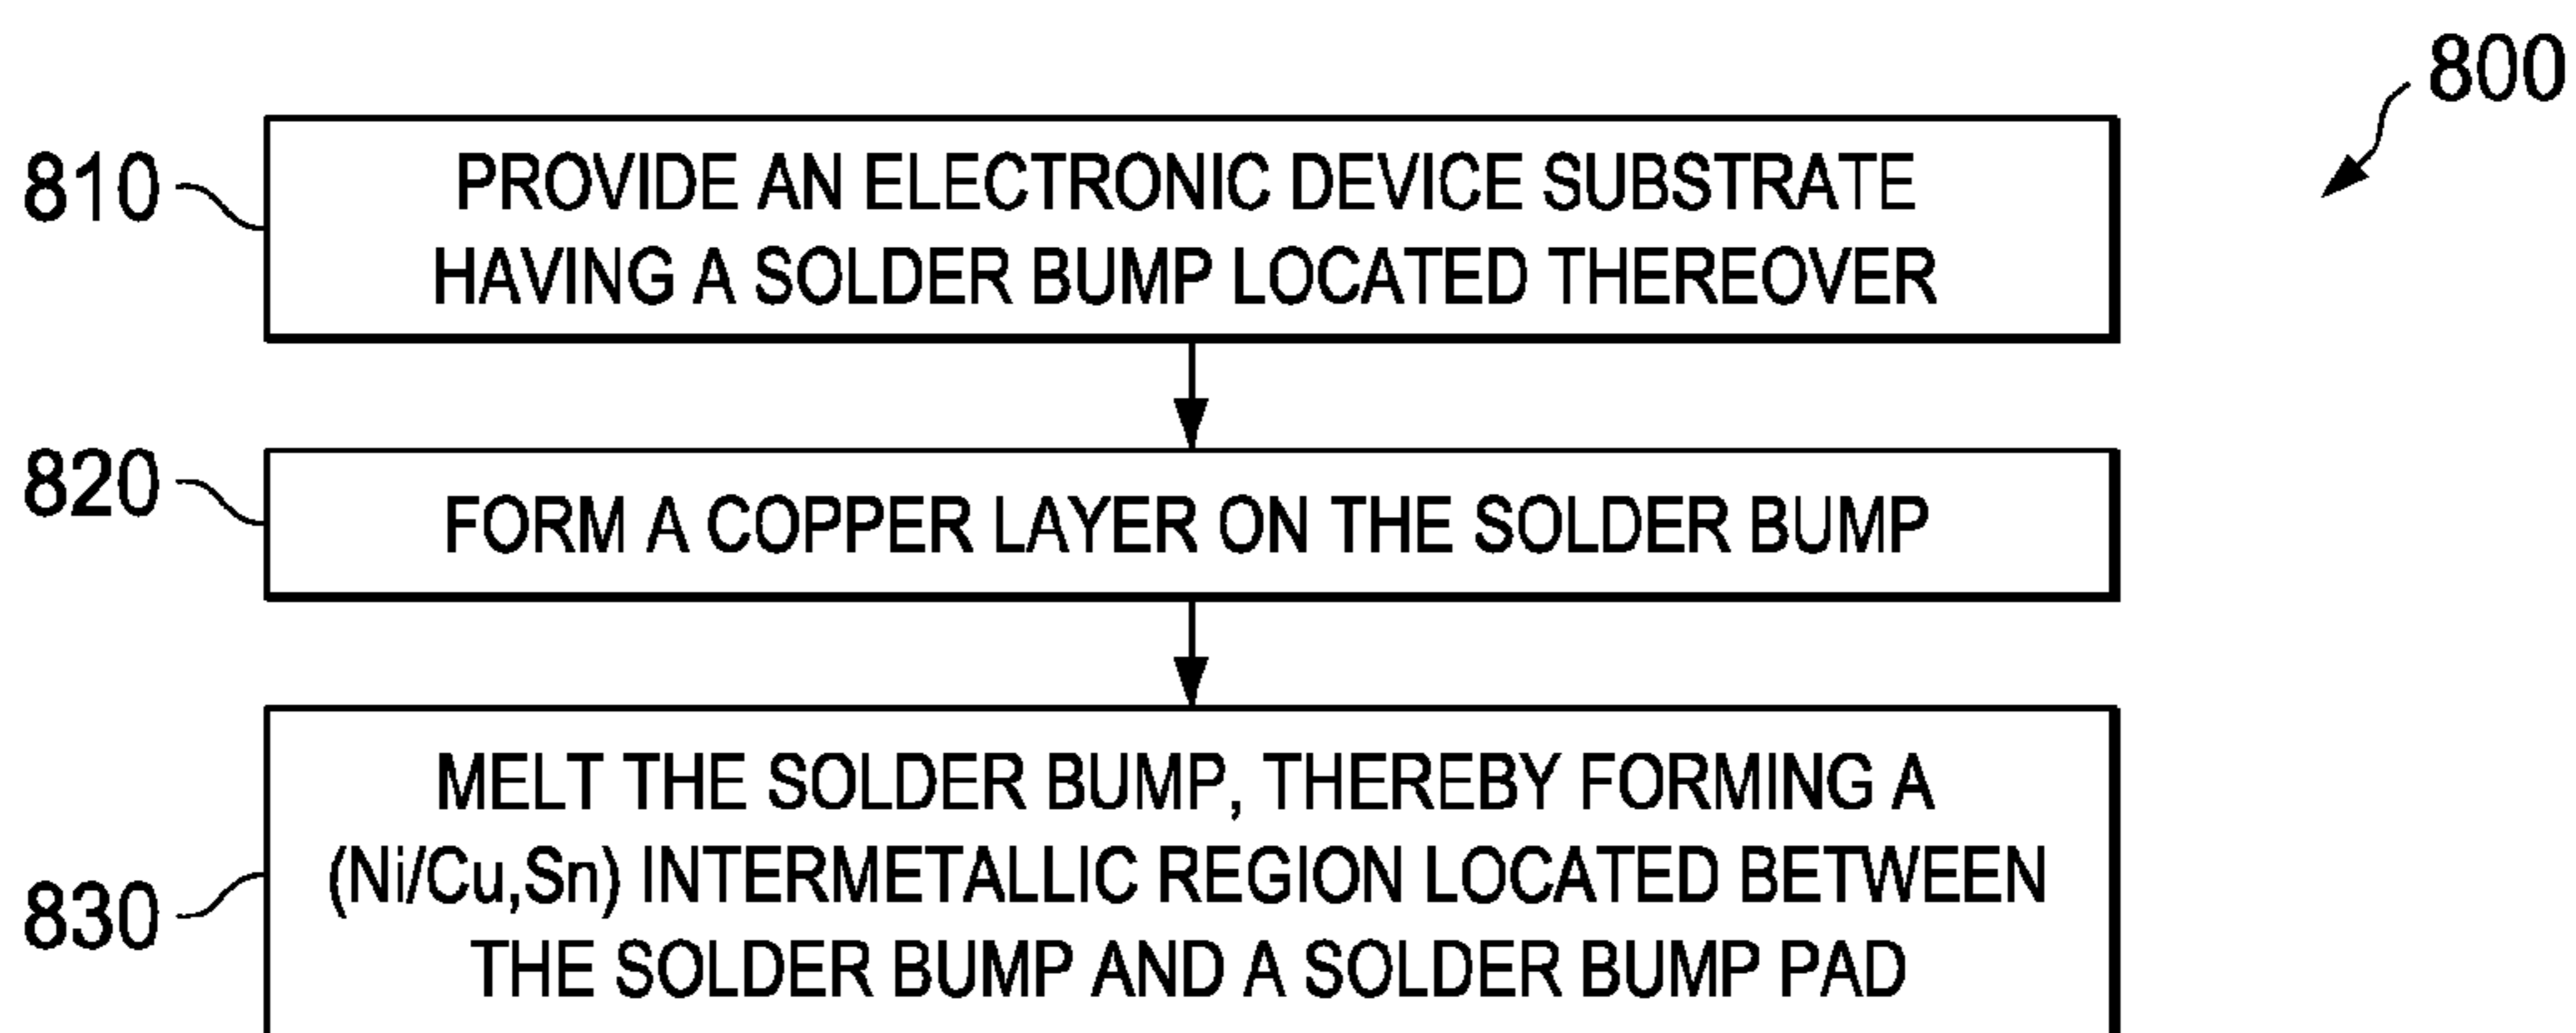 800
810
PROVIDE AN ELECTRONIC DEVICE SUBSTRATE
HAVING A SOLDER BUMP LOCATED THEREOVER
820
FORM A COPPER LAYER ON THE SOLDER BUMP
830
MELT THE SOLDER BUMP, THEREBY FORMING A
(Ni/Cu,Sn) INTERMETALLIC REGION LOCATED BETWEEN
THE SOLDER BUMP AND A SOLDER BUMP PAD